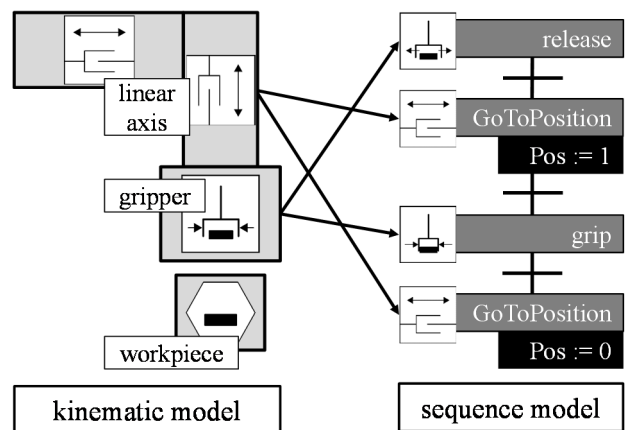 linear
axis
gripper
workpiece
kinematic model
release
GoToPosition
Pos := 1
grip
GoToPosition
Pos := 0
sequence model